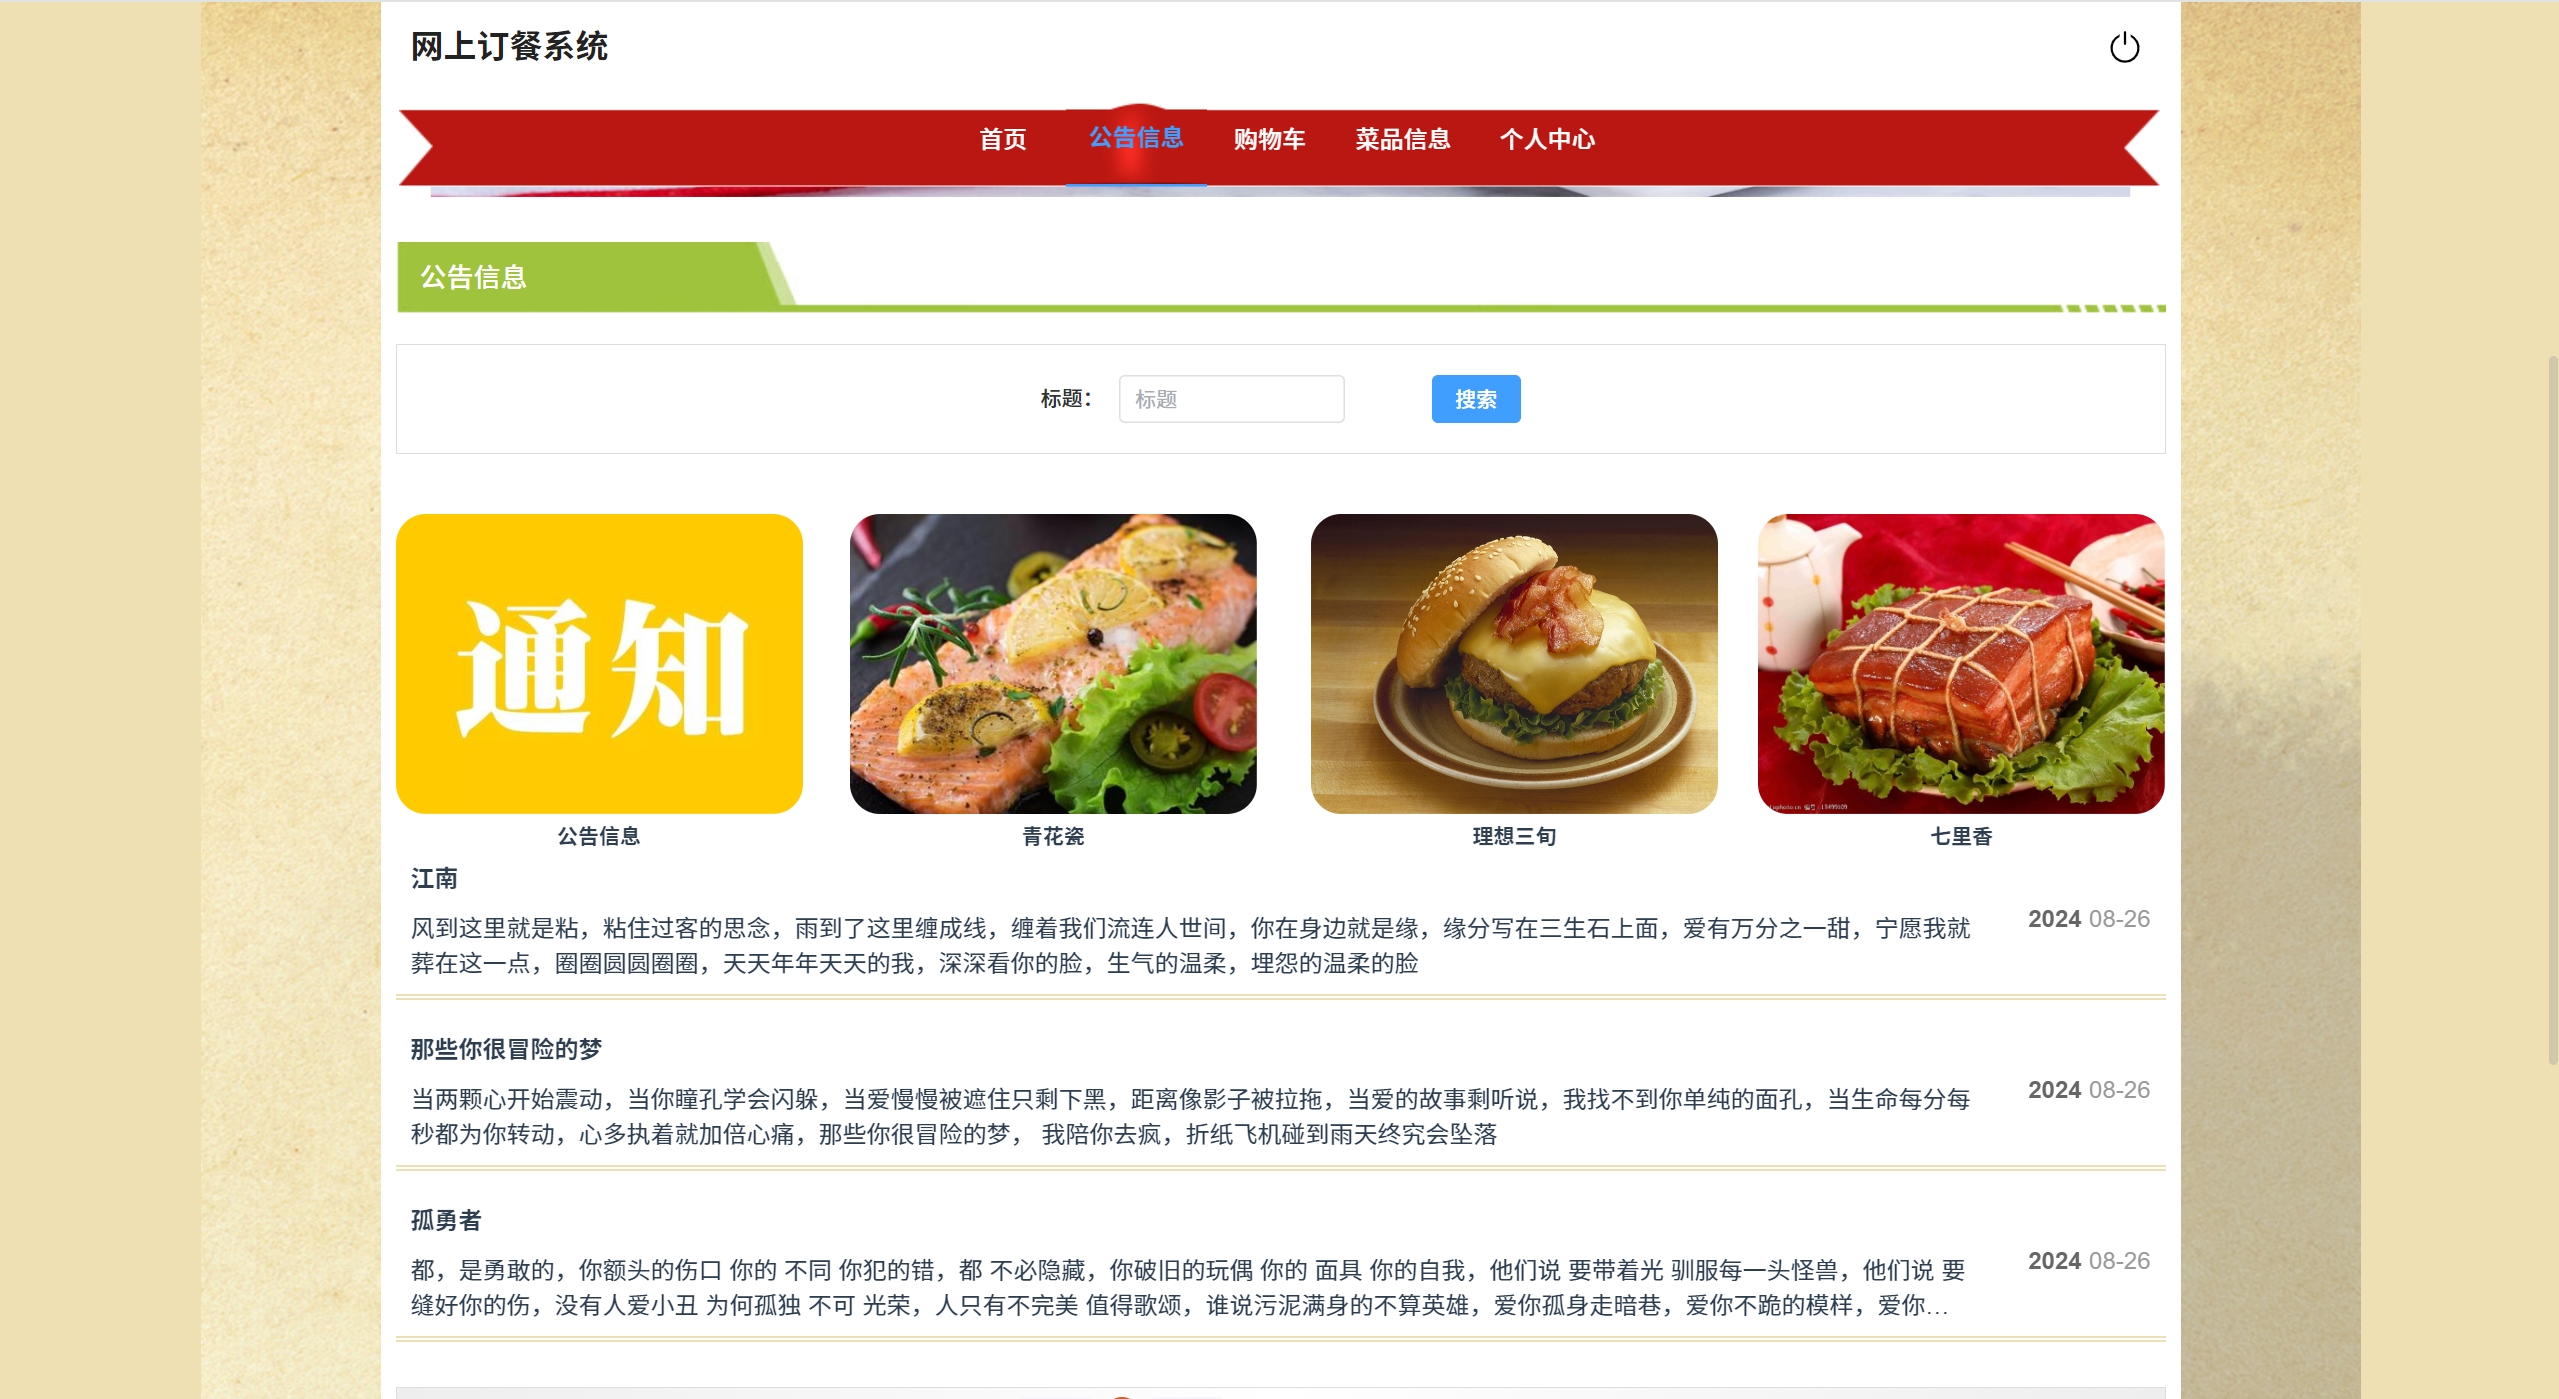 网上订餐系统
首页 公告信息 购物车 菜品信息 个人中心
公告信息
标题： 标题 搜索
通知
公告信息 青花瓷 理想三旬 七里香
江南
风到这里就是粘，粘住过客的思念，雨到了这里缠成线，缠着我们流连人世间，你在身边就是缘，缘分写在三生石上面，爱有万分之一甜，宁愿我就
葬在这一点，圈圈圆圆圈圈，天天年年天天的我，深深看你的脸，生气的温柔，埋怨的温柔的脸
2024 08-26
那些你很冒险的梦
当两颗心开始震动，当你瞳孔学会闪躲，当爱慢慢被遮住只剩下黑，距离像影子被拉拖，当爱的故事剩听说，我找不到你单纯的面孔，当生命每分每
秒都为你转动，心多执着就加倍心痛，那些你很冒险的梦， 我陪你去疯，折纸飞机碰到雨天终究会坠落
2024 08-26
孤勇者
都，是勇敢的，你额头的伤口 你的 不同 你犯的错，都 不必隐藏，你破旧的玩偶 你的 面具 你的自我，他们说 要带着光 驯服每一头怪兽，他们说 要
缝好你的伤，没有人爱小丑 为何孤独 不可 光荣，人只有不完美 值得歌颂，谁说污泥满身的不算英雄，爱你孤身走暗巷，爱你不跪的模样，爱你…
2024 08-26